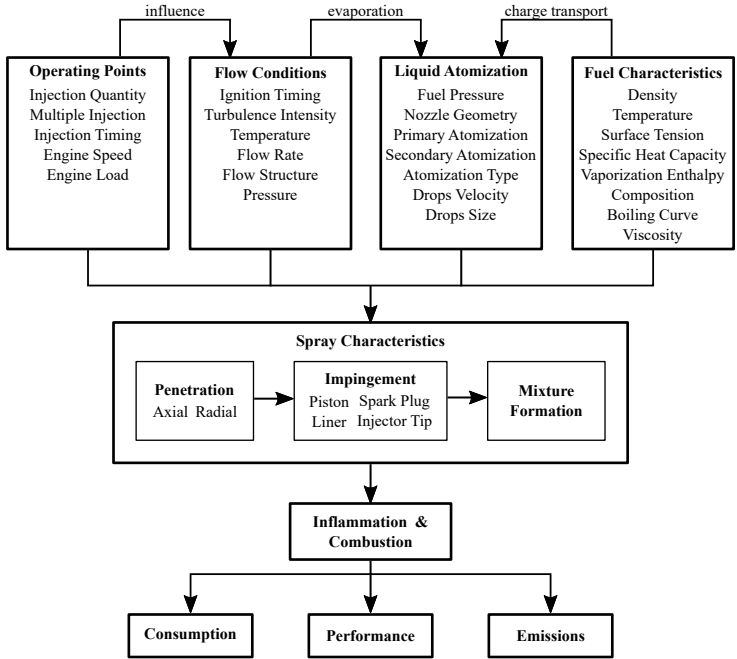 influence
evaporation
charge transport
Operating Points
Injection Quantity
Multiple Injection
Injection Timing
Engine Speed
Engine Load
Flow Conditions
Ignition Timing
Turbulence Intensity
Temperature
Flow Rate
Flow Structure
Pressure
Liquid Atomization
Fuel Pressure
Nozzle Geometry
Primary Atomization
Secondary Atomization
Atomization Type
Drops Velocity
Drops Size
Fuel Characteristics
Density
Temperature
Surface Tension
Specific Heat Capacity
Vaporization Enthalpy
Composition
Boiling Curve
Viscosity
Spray Characteristics
Penetration
Axial Radial
Impingement
Piston Spark Plug
Liner Injector Tip
Mixture
Formation
Inflammation &
Combustion
Consumption
Performance
Emissions